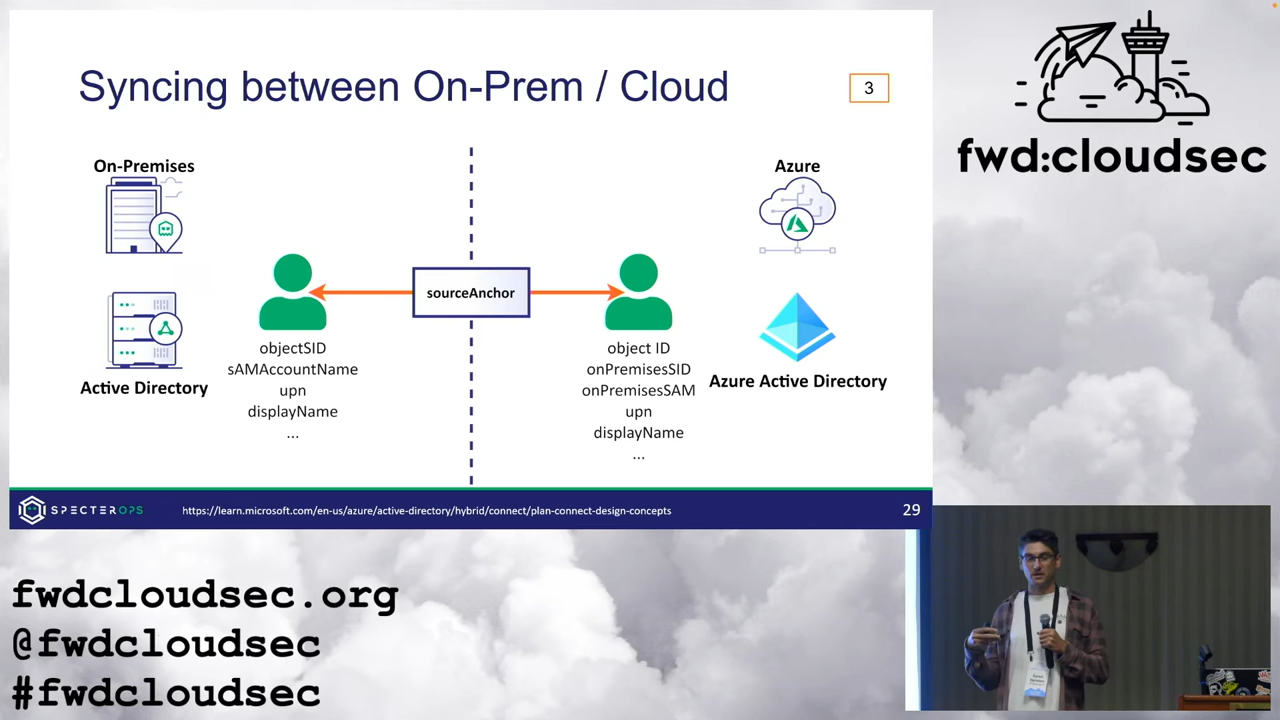 Syncing between On-Prem / Cloud
3
On-Premises
Azure
sourceAnchor
objectSID
sAMAccountName
upn
displayName
...
object ID
onPremisesSID
onPremisesSAM
upn
displayName
...
Active Directory
Azure Active Directory
SPECTEROPS
https://learn.microsoft.com/en-us/azure/active-directory/hybrid/connect/plan-connect-design-concepts
29
fwd:cloudsec
fwdcloudsec.org
@fwdcloudsec
#fwdcloudsec